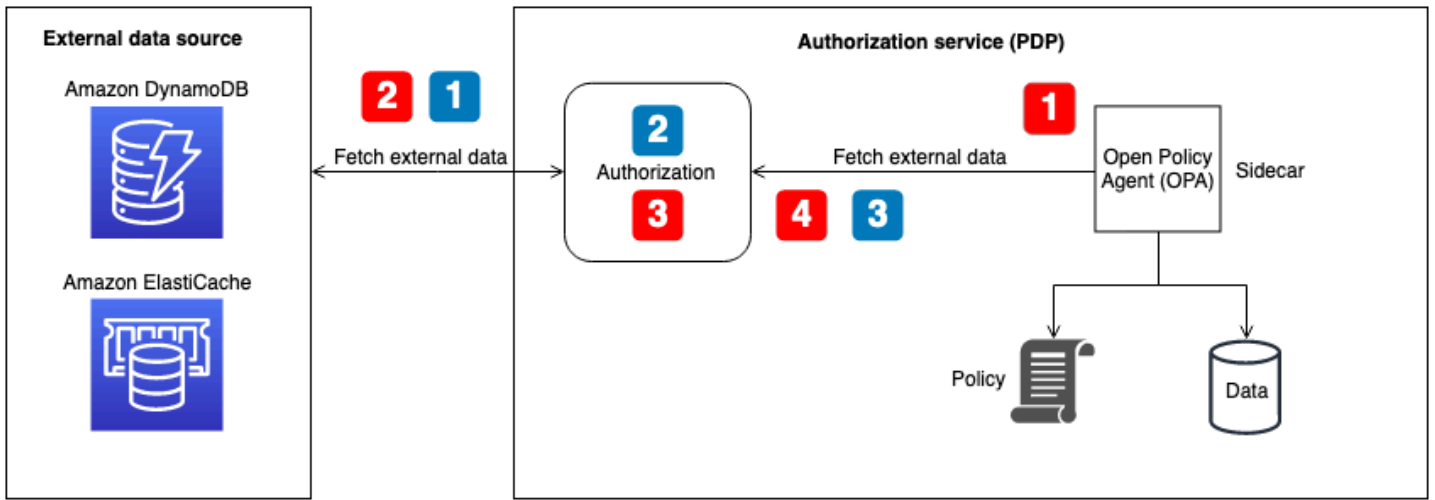 External data source
Amazon DynamoDB
Amazon ElastiCache
2 1
Fetch external data
Authorization service (PDP)
2
Authorization
3
Fetch external data
4 3
1
Open Policy
Agent (OPA)
Sidecar
Policy
Data